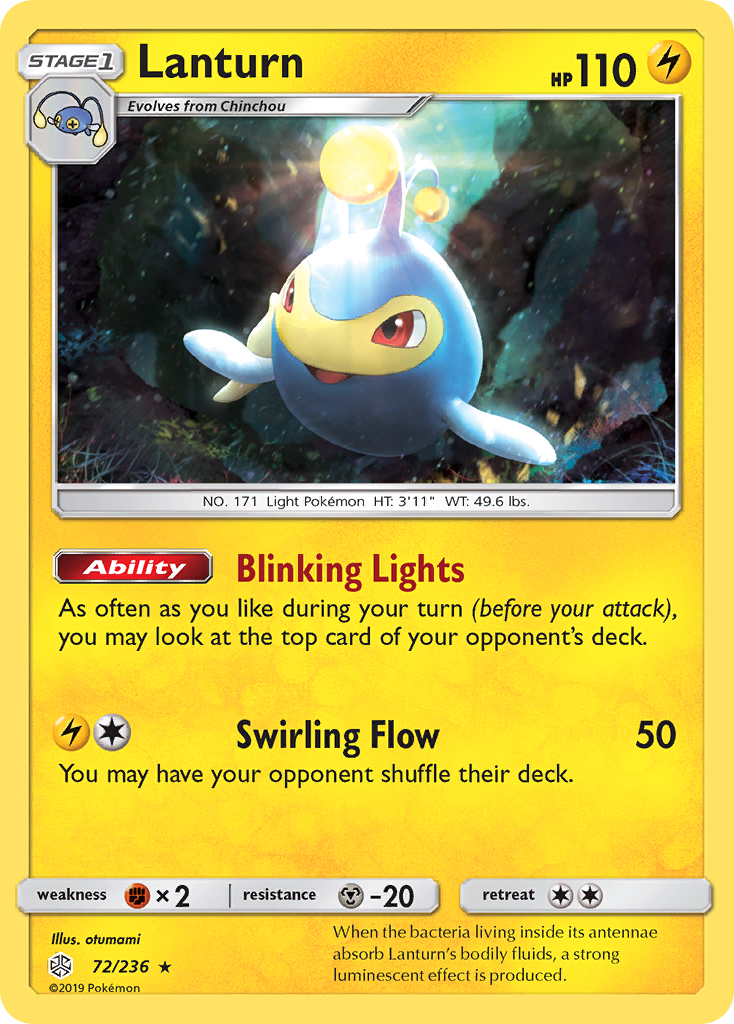 STAGE1
Lanturn
HP110
Evolves from Chinchou
NO. 171 Light Pokémon HT: 3'11" WT: 49.6 lbs.
Ability
Blinking Lights
As often as you like during your turn (before your attack),
you may look at the top card of your opponent's deck.
Swirling Flow 50
You may have your opponent shuffle their deck.
weakness ×2 resistance -20 retreat
Illus. otumami
72/236 ★
©2019 Pokémon
When the bacteria living inside its antennae
absorb Lanturn's bodily fluids, a strong
luminescent effect is produced.